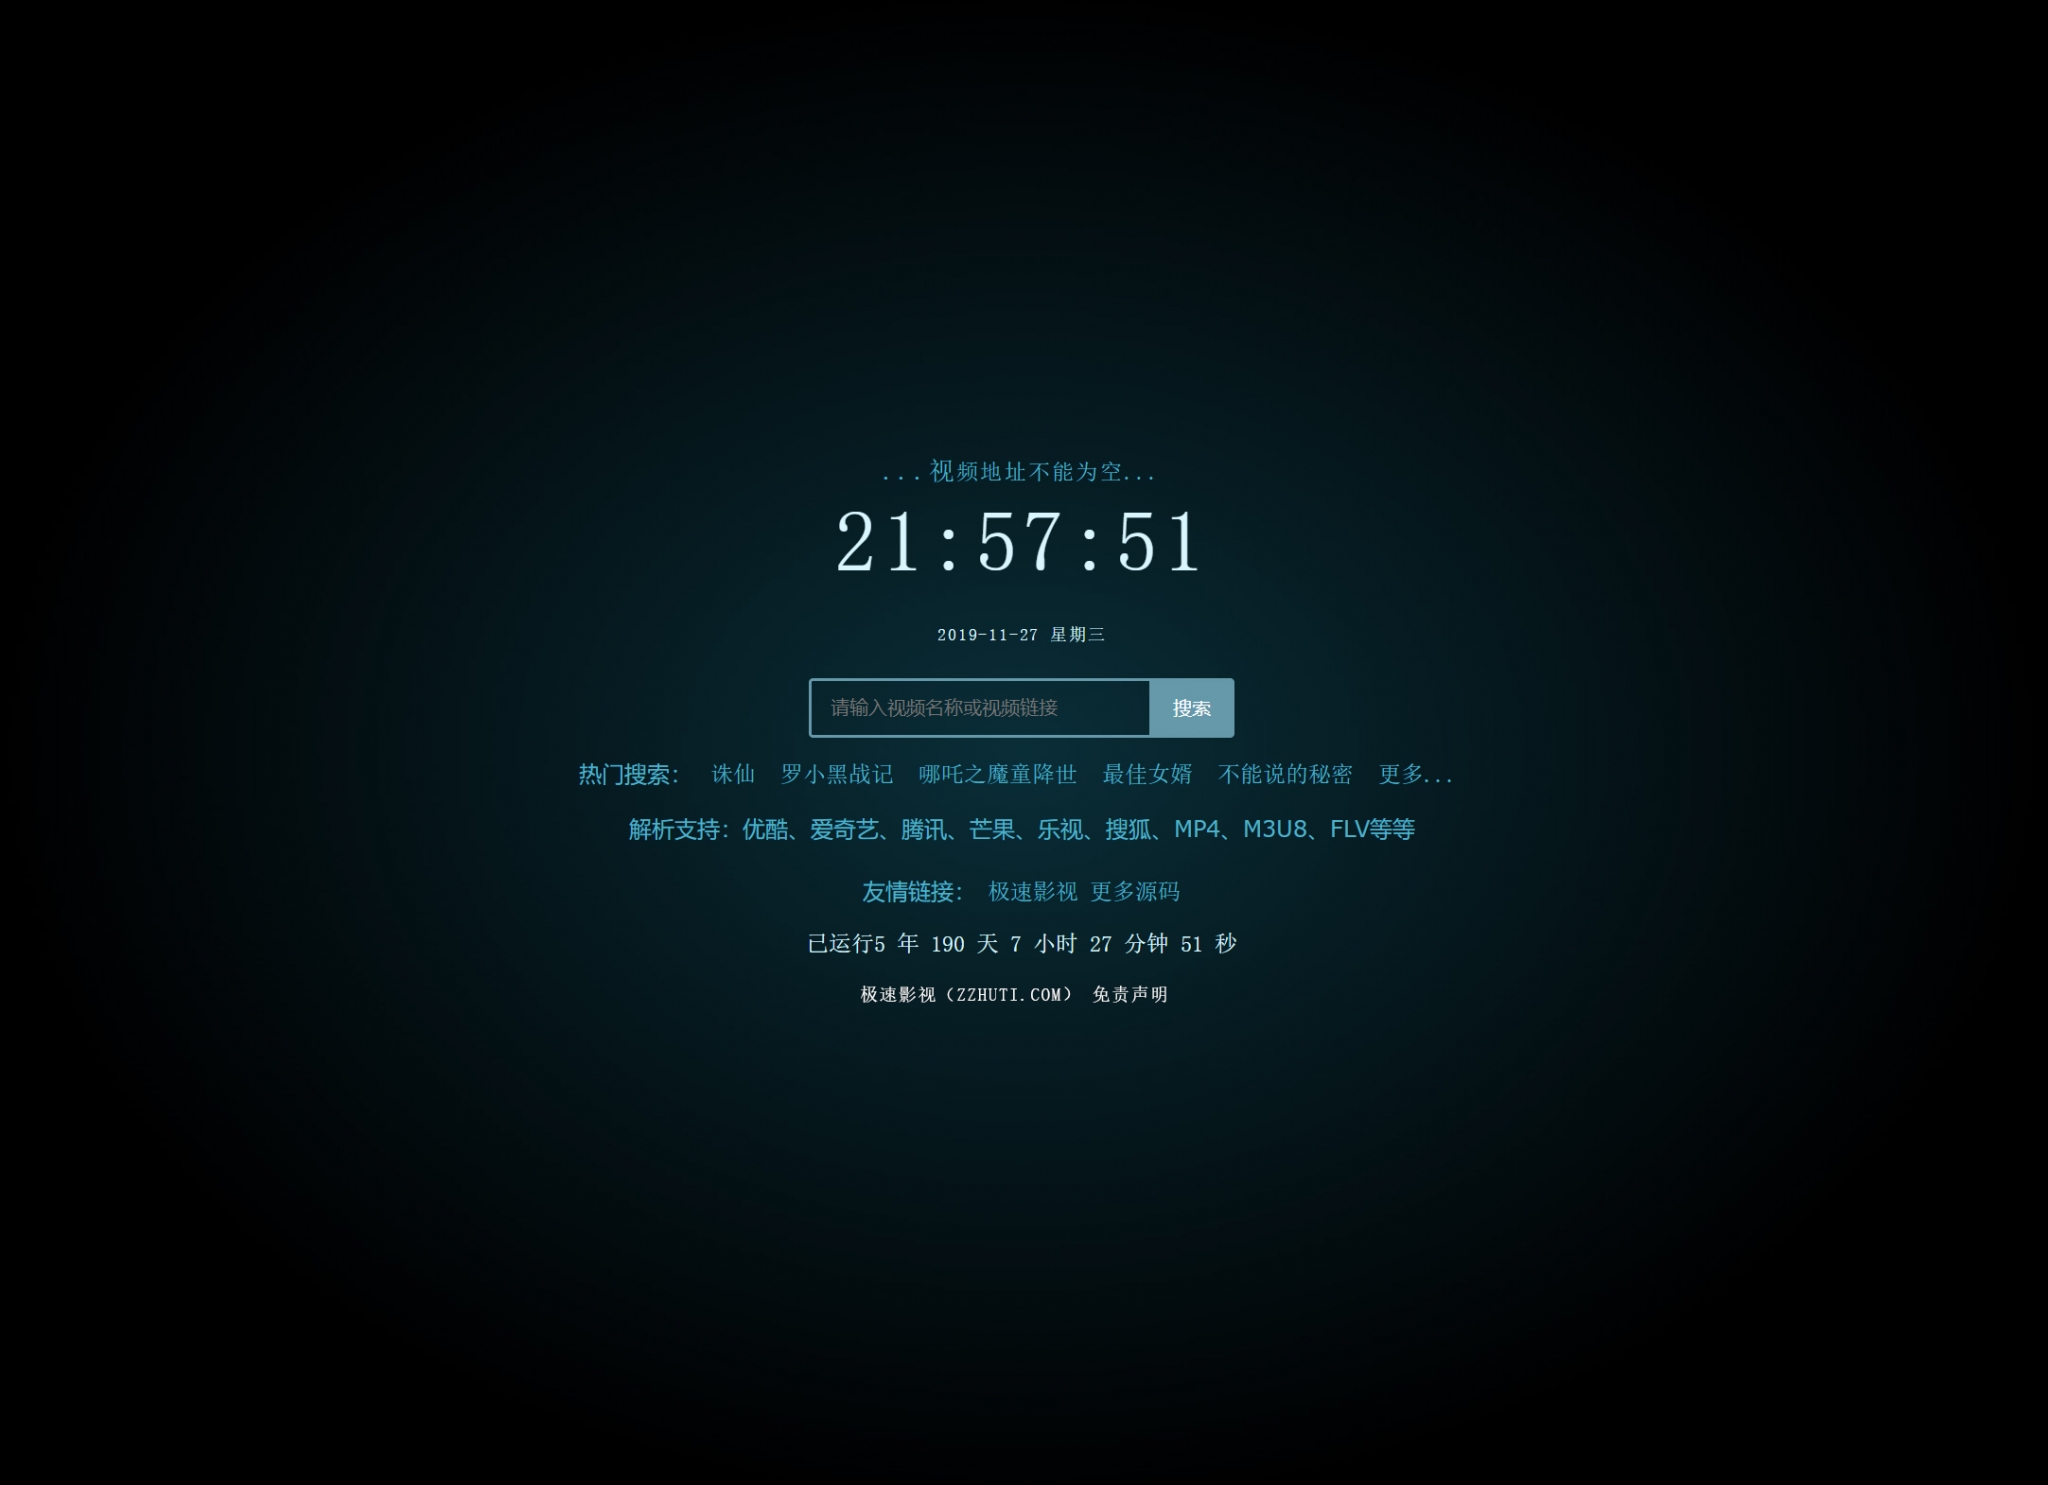 ...视频地址不能为空...
21:57:51
2019-11-27 星期三
请输入视频名称或视频链接 搜索
热门搜索： 诛仙 罗小黑战记 哪吒之魔童降世 最佳女婿 不能说的秘密 更多...
解析支持：优酷、爱奇艺、腾讯、芒果、乐视、搜狐、MP4、M3U8、FLV等等
友情链接： 极速影视 更多源码
已运行5 年 190 天 7 小时 27 分钟 51 秒
极速影视（ZZHUTI.COM） 免责声明